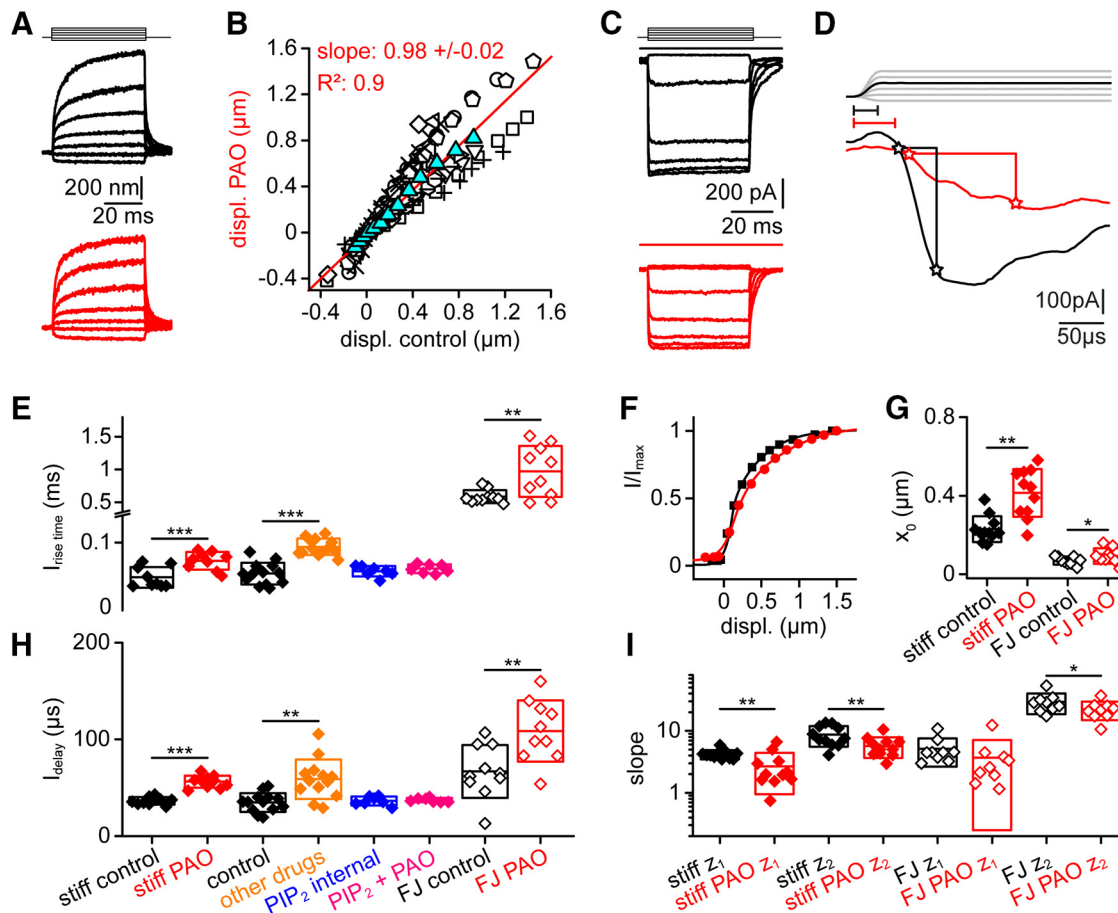 A
200 nm
20 ms
B
slope: 0.98 +/-0.02
R²: 0.9
displ. PAO (µm)
1.6
1.2
0.8
0.4
0
-0.4
-0.4 0 0.4 0.8 1.2 1.6
displ. control (µm)
C
200 pA
20 ms
D
100pA
50µs
E
I rise time (ms)
1.5
1
0.5
0.1
0
***
***
**
F
I/Imax
1
0.5
0
0 0.5 1.0 1.5
displ. (µm)
G
x₀ (µm)
0.8
0.4
0
**
*
stiff control
stiff PAO
FJ control
FJ PAO
H
I delay (µs)
200
100
0
***
**
**
stiff control
stiff PAO
control
other drugs
PIP₂ internal
PIP₂ + PAO
FJ control
FJ PAO
I
slope
10
1
**
**
*
stiff z₁
stiff PAO z₁
stiff z₂
stiff PAO z₂
FJ z₁
FJ PAO z₁
FJ z₂
FJ PAO z₂